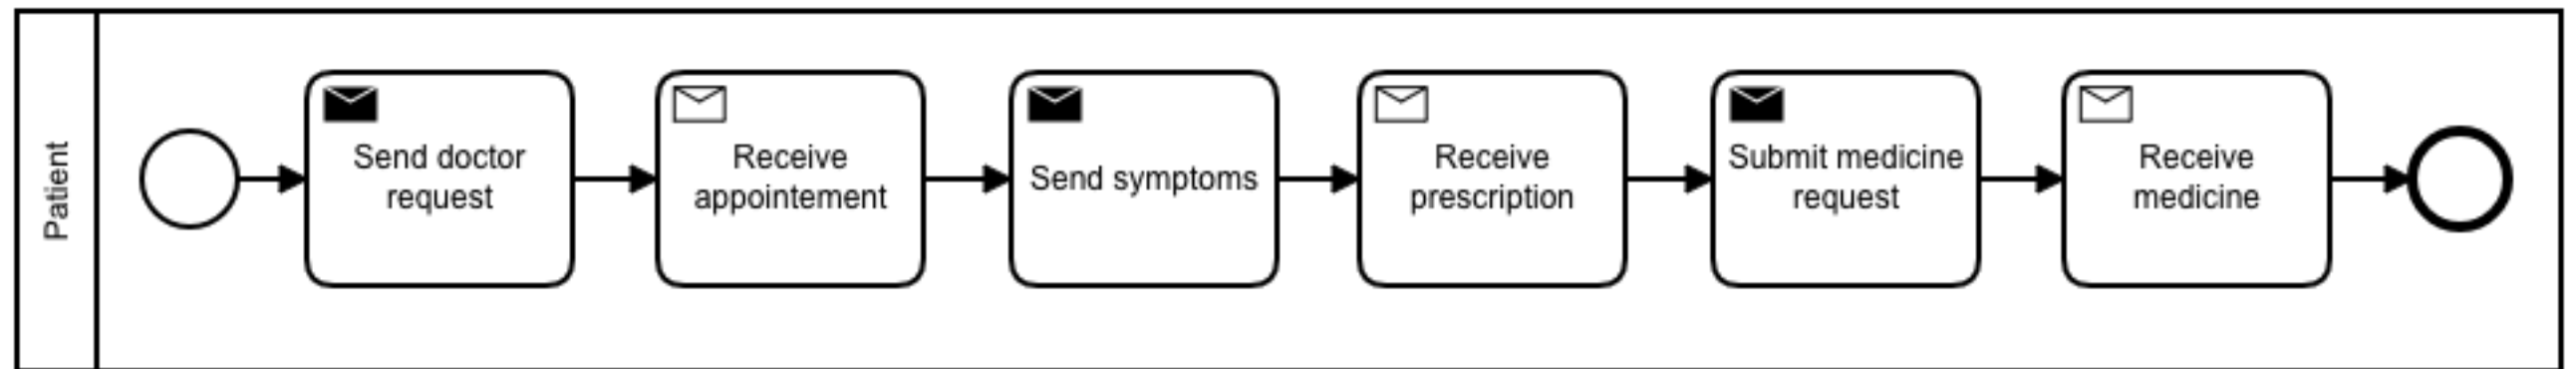 Patient
Send doctor
request
Receive
appointement
Send symptoms
Receive
prescription
Submit medicine
request
Receive
medicine